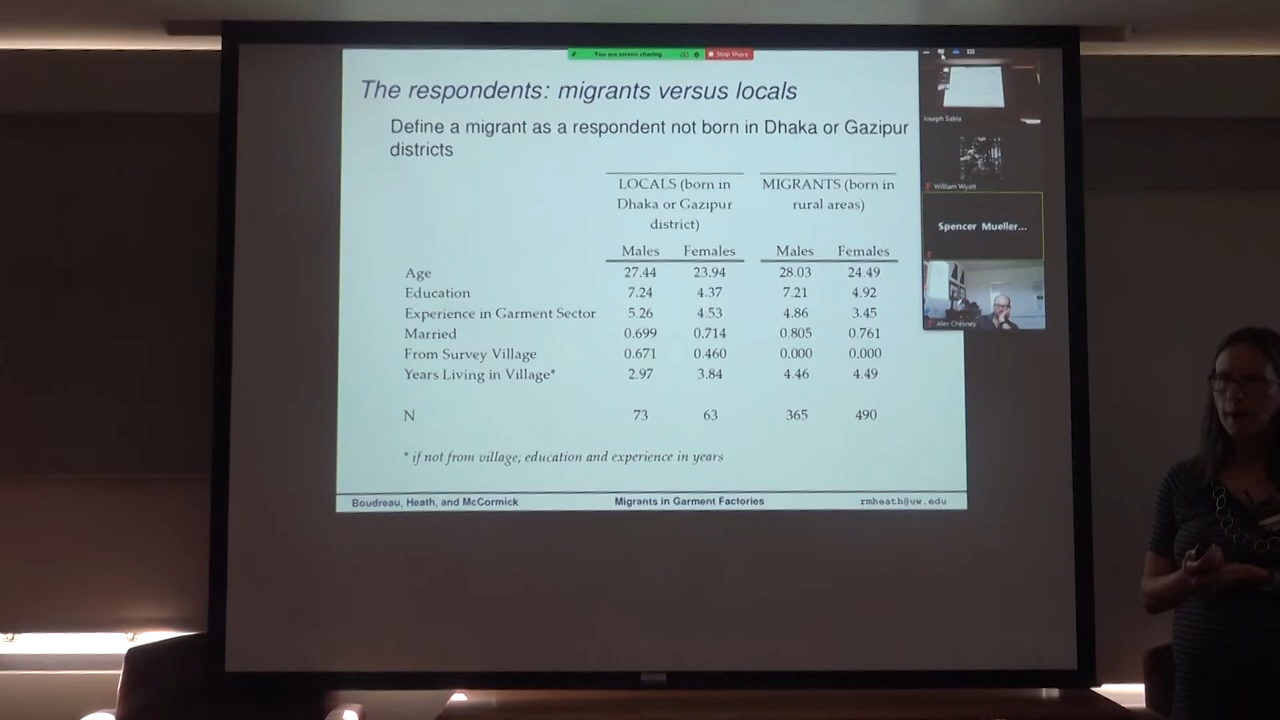 You are screen sharing
Stop Share
The respondents: migrants versus locals
Define a migrant as a respondent not born in Dhaka or Gazipur
districts
LOCALS (born in MIGRANTS (born in
Dhaka or Gazipur rural areas)
district)
Males Females Males Females
Age 27.44 23.94 28.03 24.49
Education 7.24 4.37 7.21 4.92
Experience in Garment Sector 5.26 4.53 4.86 3.45
Married 0.699 0.714 0.805 0.761
From Survey Village 0.671 0.460 0.000 0.000
Years Living in Village* 2.97 3.84 4.46 4.49
N 73 63 365 490
* if not from village; education and experience in years
Boudreau, Heath, and McCormick Migrants in Garment Factories rmheath@uw.edu
Joseph Sabia
William Wyatt
Spencer Mueller...
Alex Chesney